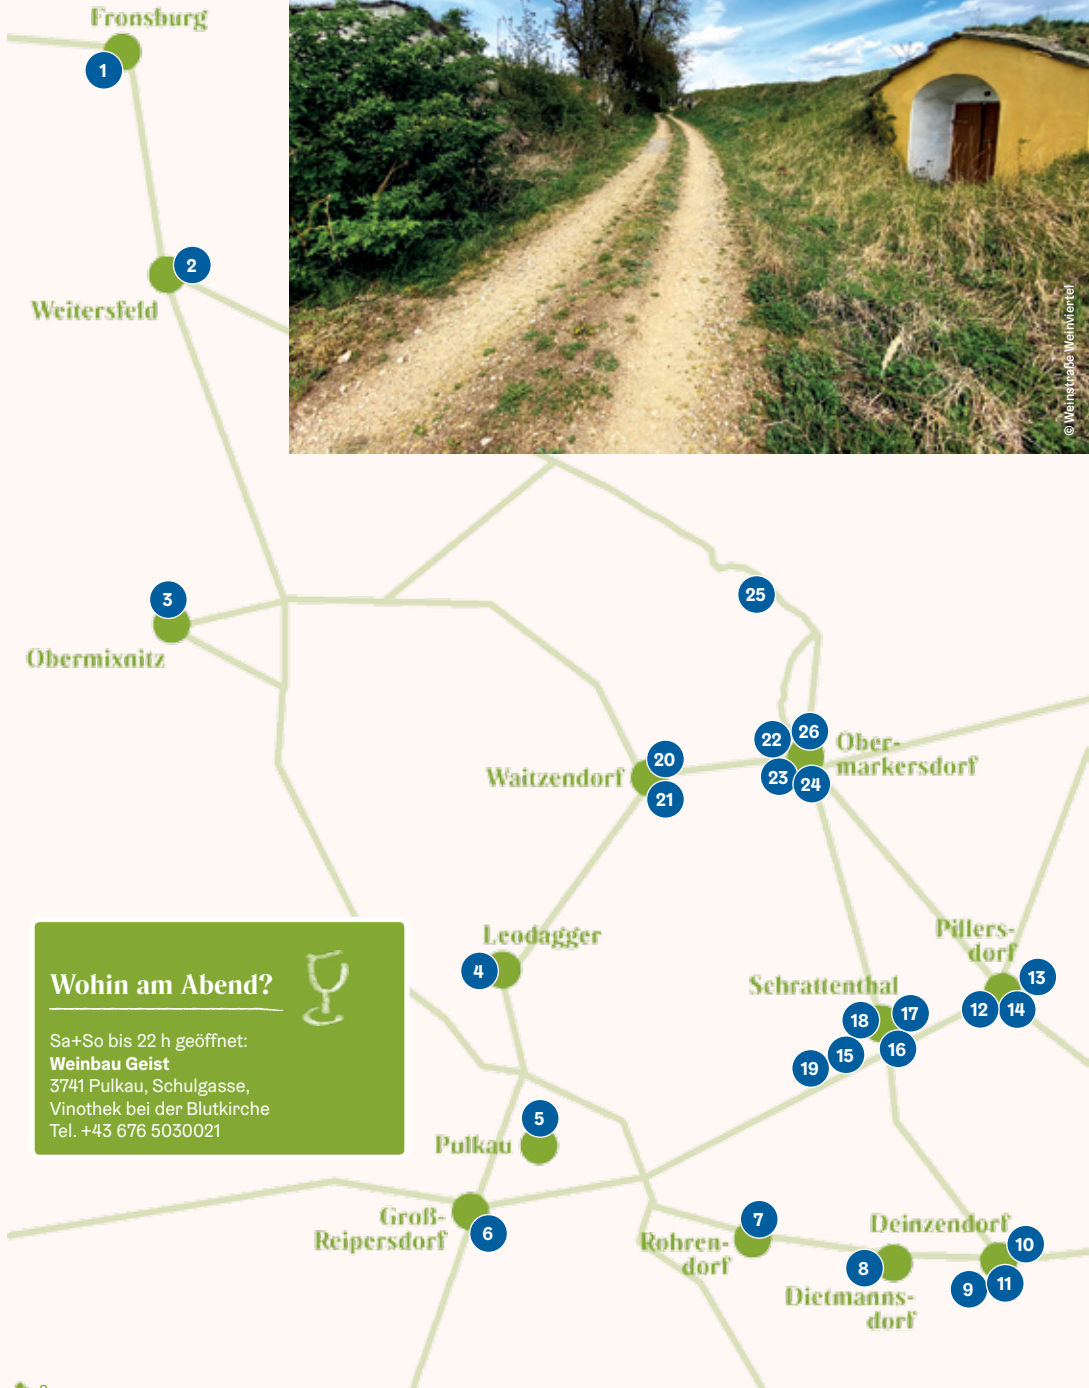 Fronsburg
1
© Weinstraße Weinviertel
2
Weitersfeld
3
Obermixnitz
25
22
26
Ober-
markersdorf
23
24
Waitzendorf
20
21
Leodagger
4
Pillers-
dorf
13
12
14
Schrattenthal
18
17
16
15
19
Wohin am Abend?
Sa+So bis 22 h geöffnet:
Weinbau Geist
3741 Pulkau, Schulgasse,
Vinothek bei der Blutkirche
Tel. +43 676 5030021
5
Pulkau
Groß-
Reipersdorf
6
7
Rohren-
dorf
8
Dietmanns-
dorf
Deinzendorf
10
9
11